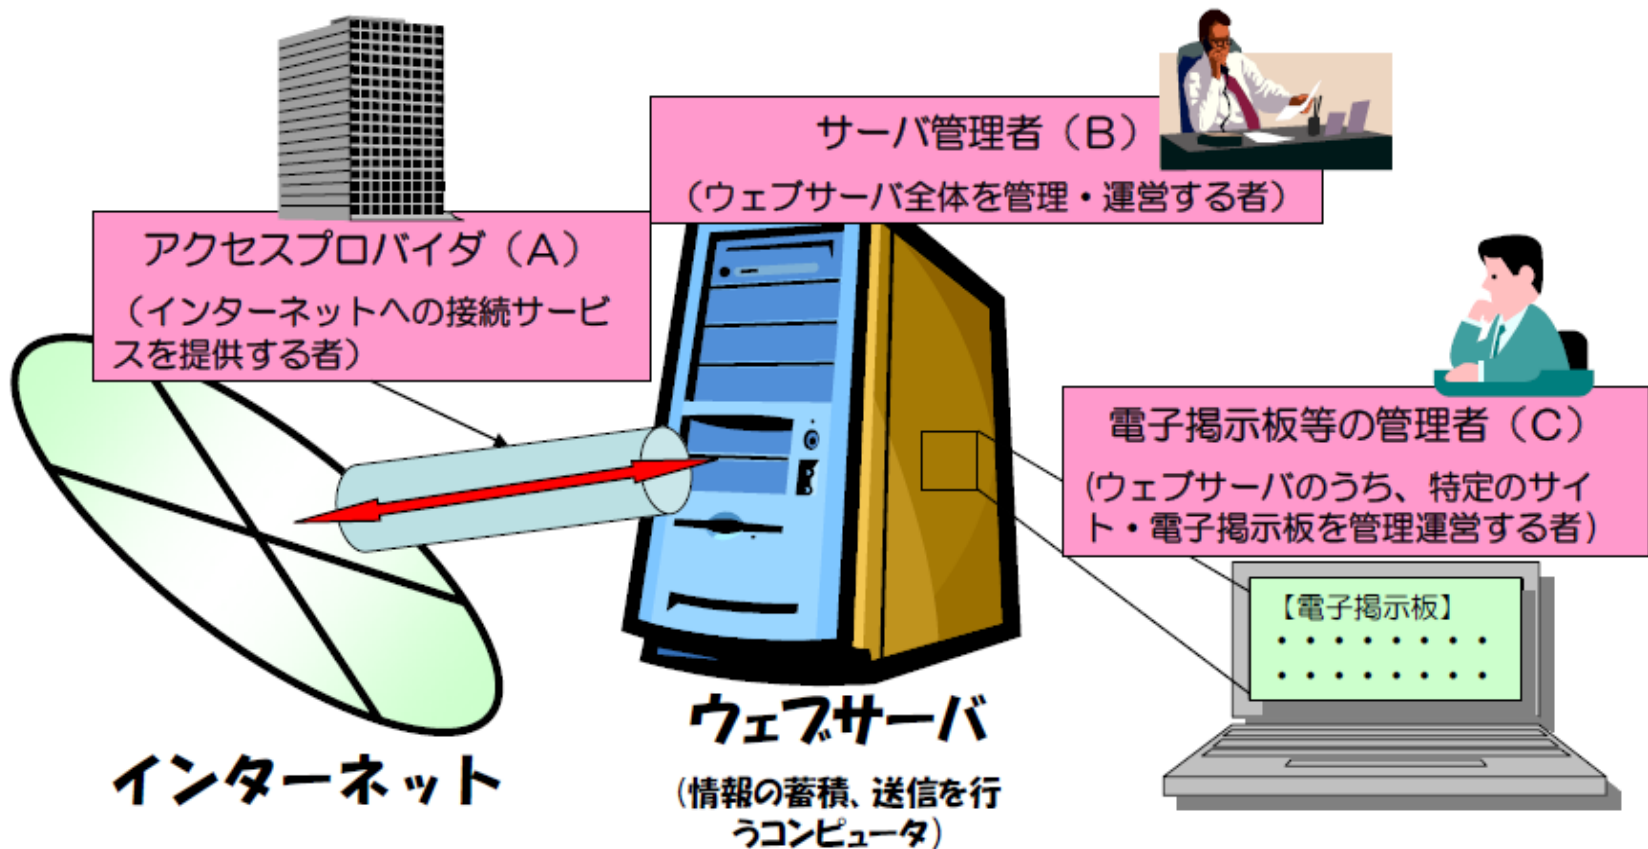 サーバ管理者（B）
（ウェブサーバ全体を管理・運営する者）
アクセスプロバイダ（A）
（インターネットへの接続サービ
スを提供する者）
電子掲示板等の管理者（C）
(ウェブサーバのうち、特定のサイ
ト・電子掲示板を管理運営する者)
【電子掲示板】
・・・・・・・・
・・・・・・・・
ウェブサーバ
(情報の蓄積、送信を行
うコンピュータ)
インターネット